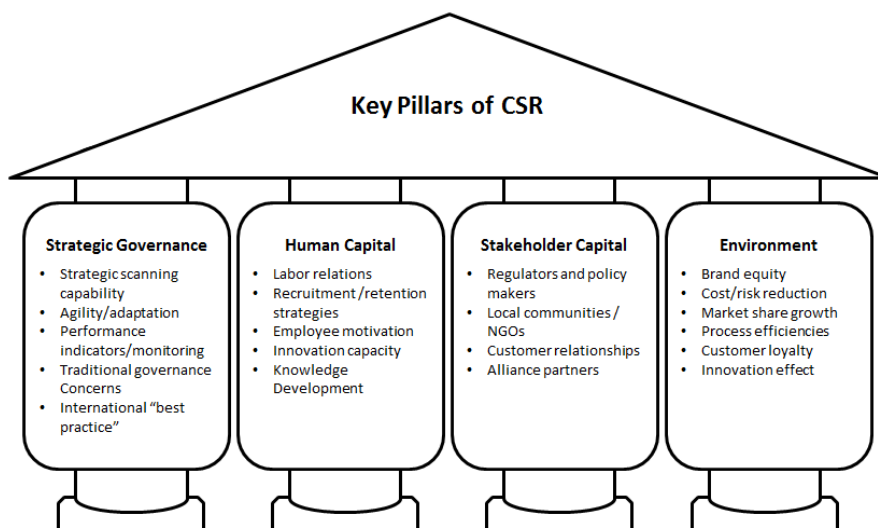 Key Pillars of CSR
Strategic Governance
• Strategic scanning
capability
• Agility/adaptation
• Performance
indicators/monitoring
• Traditional governance
Concerns
• International “best
practice”
Human Capital
• Labor relations
• Recruitment/retention
strategies
• Employee motivation
• Innovation capacity
• Knowledge
Development
Stakeholder Capital
• Regulators and policy
makers
• Local communities /
NGOs
• Customer relationships
• Alliance partners
Environment
• Brand equity
• Cost/risk reduction
• Market share growth
• Process efficiencies
• Customer loyalty
• Innovation effect